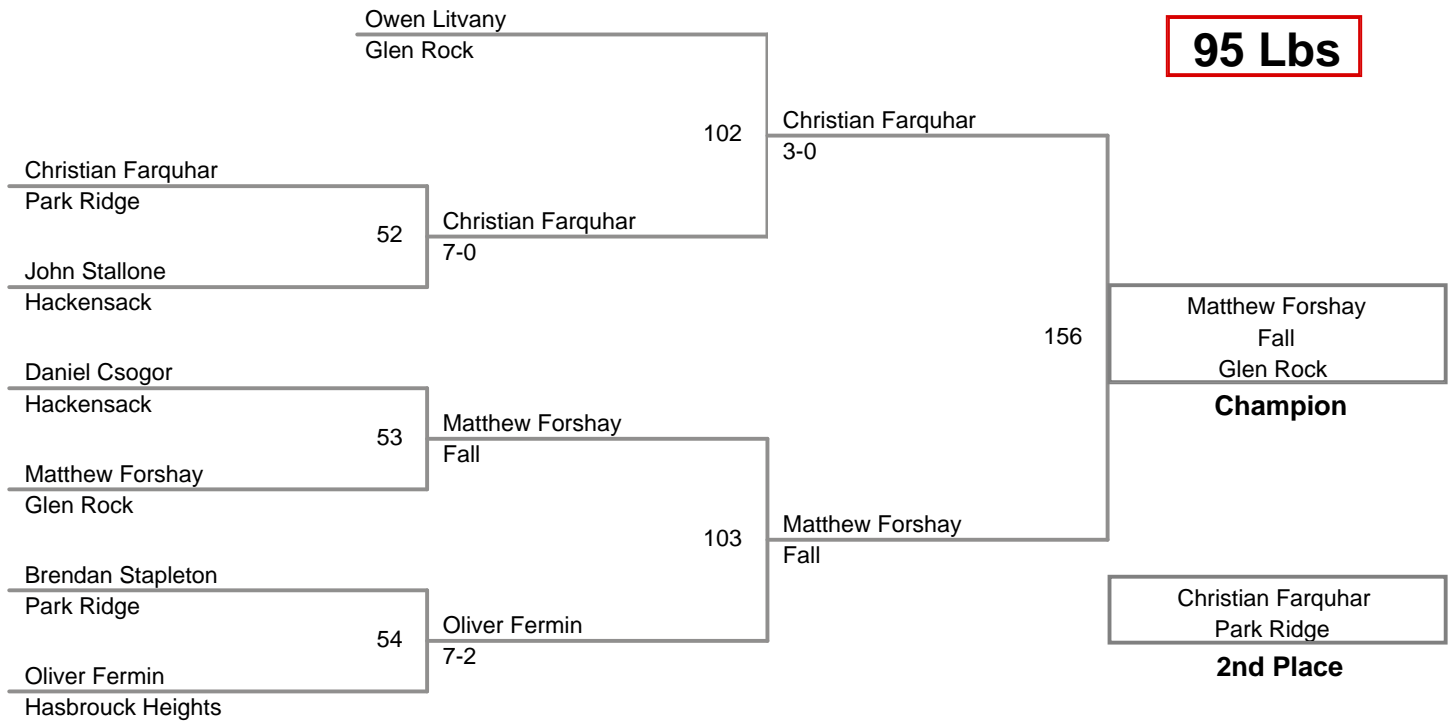 Owen Litvany
Glen Rock
95 Lbs
102
Christian Farquhar
3-0
Christian Farquhar
Park Ridge
52
Christian Farquhar
7-0
John Stallone
Hackensack
156
Matthew Forshay
Fall
Glen Rock
Champion
Daniel Csogor
Hackensack
53
Matthew Forshay
Fall
Matthew Forshay
Glen Rock
103
Matthew Forshay
Fall
Brendan Stapleton
Park Ridge
54
Oliver Fermin
7-2
Oliver Fermin
Hasbrouck Heights
Christian Farquhar
Park Ridge
2nd Place